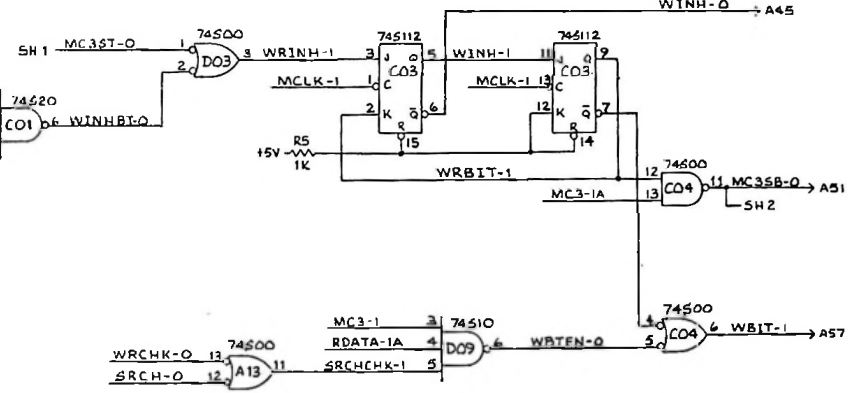 WINH-0
A45
74S00
74S112
74S112
SH1
MC3ST-0
1
3
WRINH-1
3
J
Q
5
WINH-1
11
J
Q
9
D03
C03
C03
2
MCLK-1
1
C
MCLK-1
13
C
74S20
2
K
Q
6
12
K
Q
7
C01
6
WINHBT-0
R
15
R
14
+5V
R5
1K
74S00
WRBIT-1
12
C04
11
MC3SB-0
A51
MC3-1A
13
SH2
74S00
MC3-1
3
74S10
4
74S00
RDATA-1A
4
D09
6
WBTEN-0
5
C04
6
WBIT-1
A57
WRCHK-0
13
A13
11
SRCHCHK-1
5
SRCH-0
12